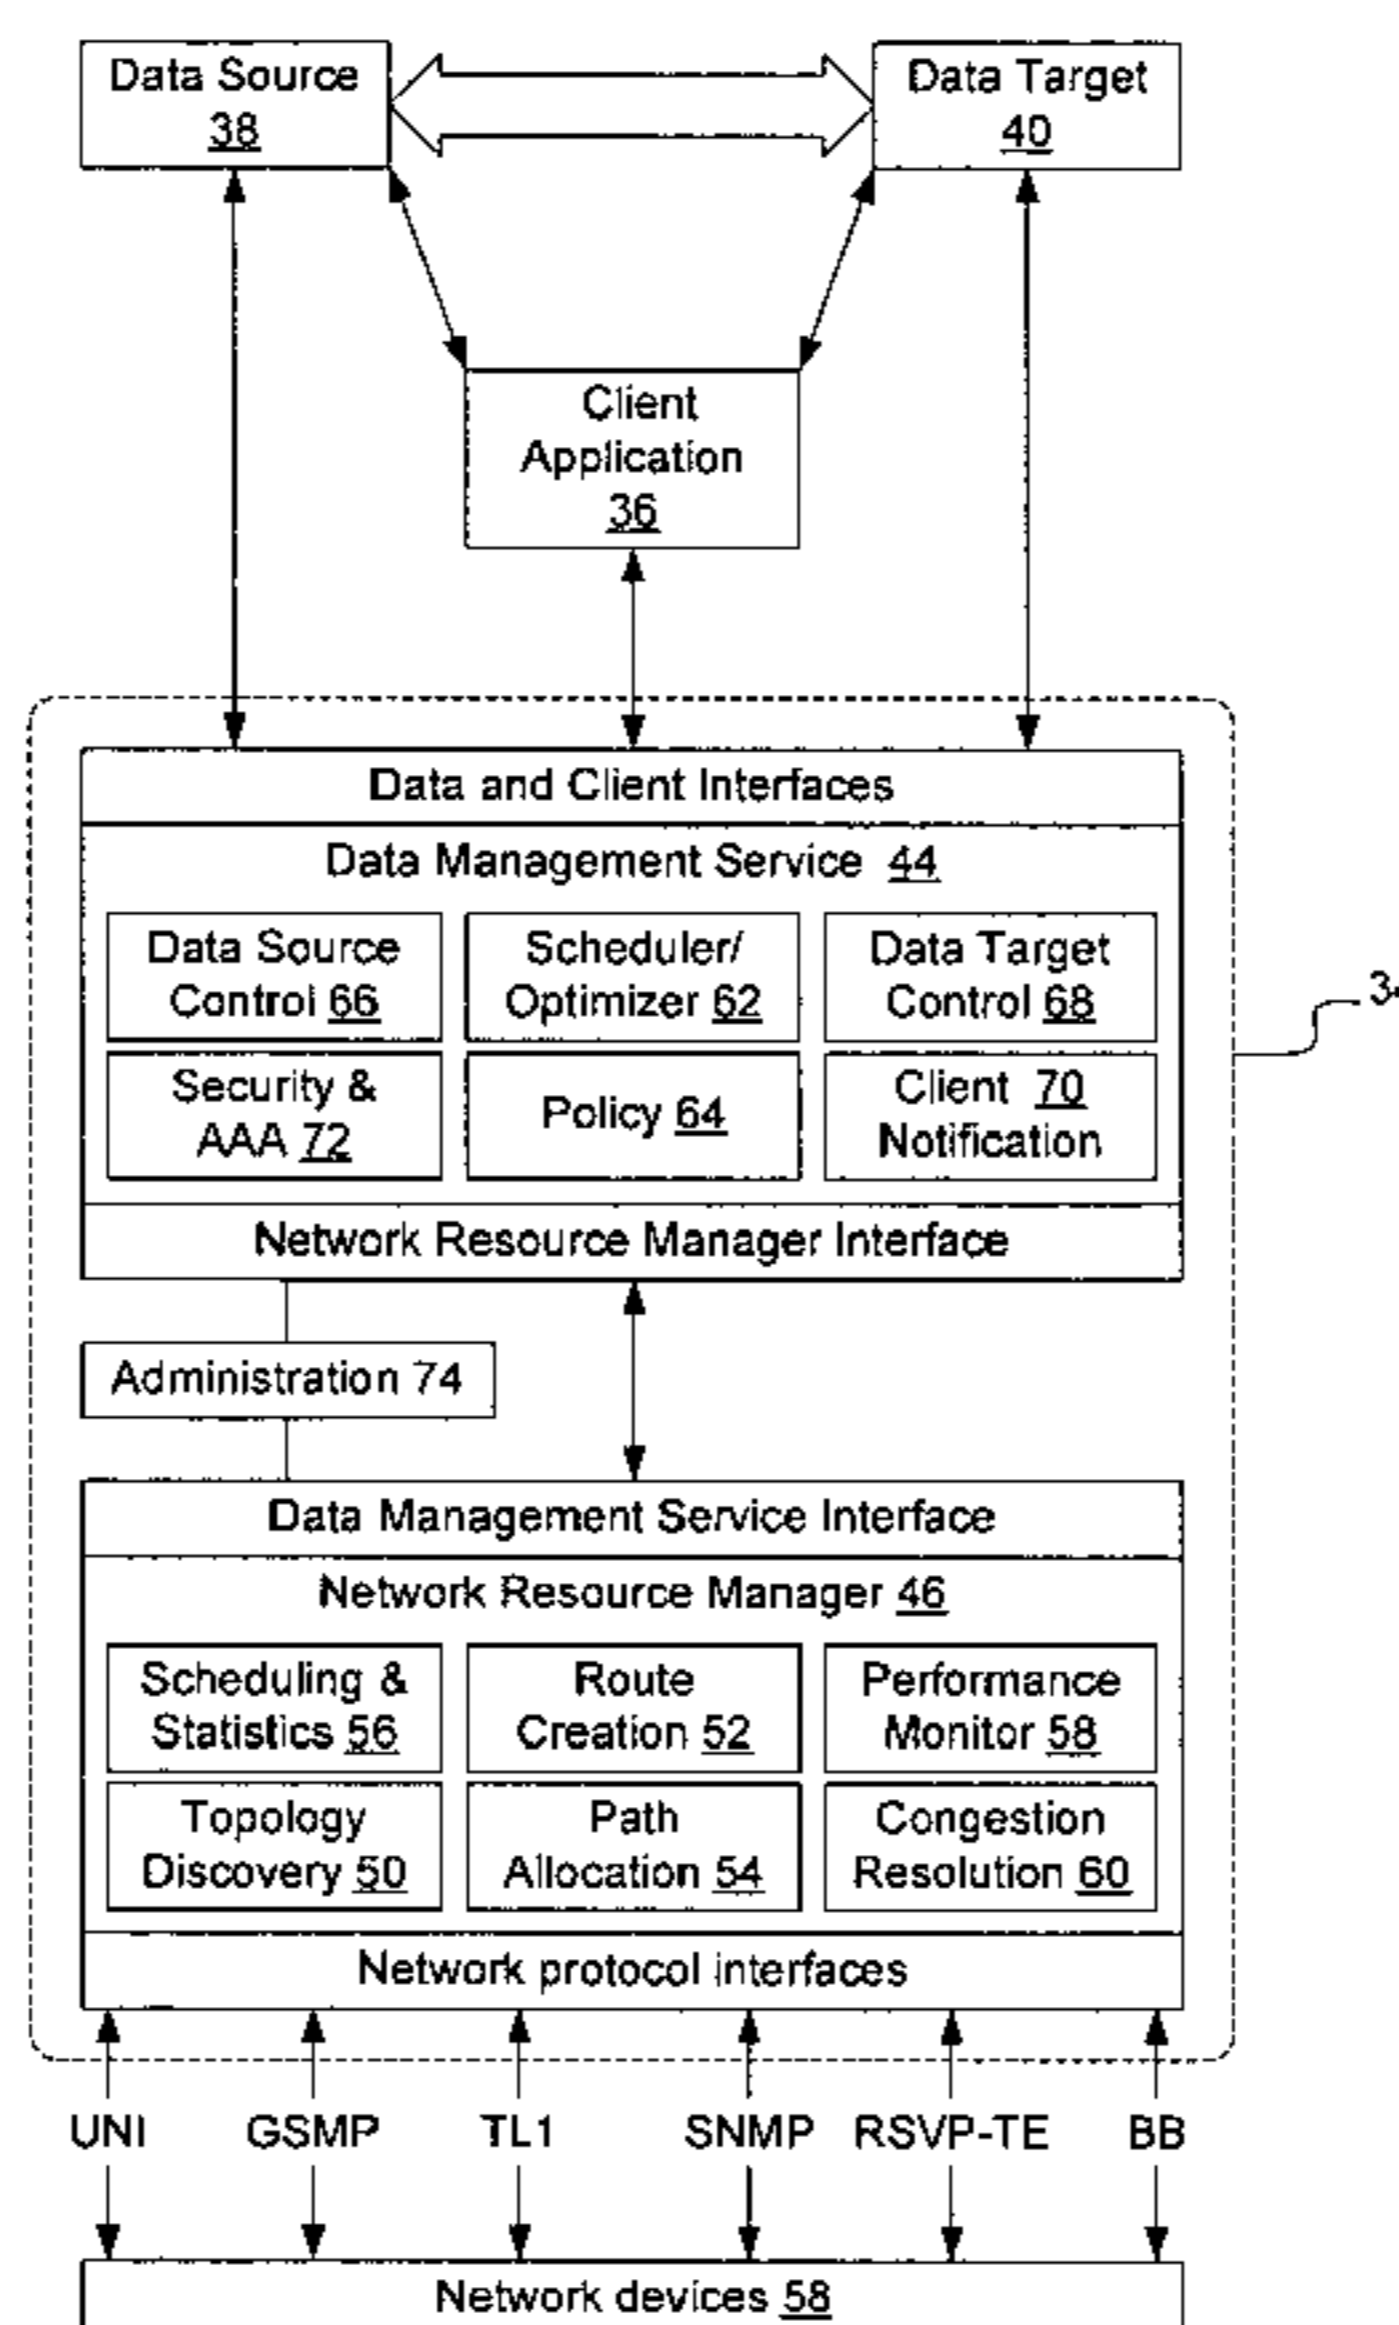 Data Source
38
Data Target
40
Client
Application
36
Data and Client Interfaces
Data Management Service 44
Data Source
Control 66
Scheduler/
Optimizer 62
Data Target
Control 68
Security &
AAA 72
Policy 64
Client 70
Notification
Network Resource Manager Interface
Administration 74
Data Management Service Interface
Network Resource Manager 46
Scheduling &
Statistics 56
Route
Creation 52
Performance
Monitor 58
Topology
Discovery 50
Path
Allocation 54
Congestion
Resolution 60
Network protocol interfaces
UNI GSMP TL1 SNMP RSVP-TE BB
Network devices 58